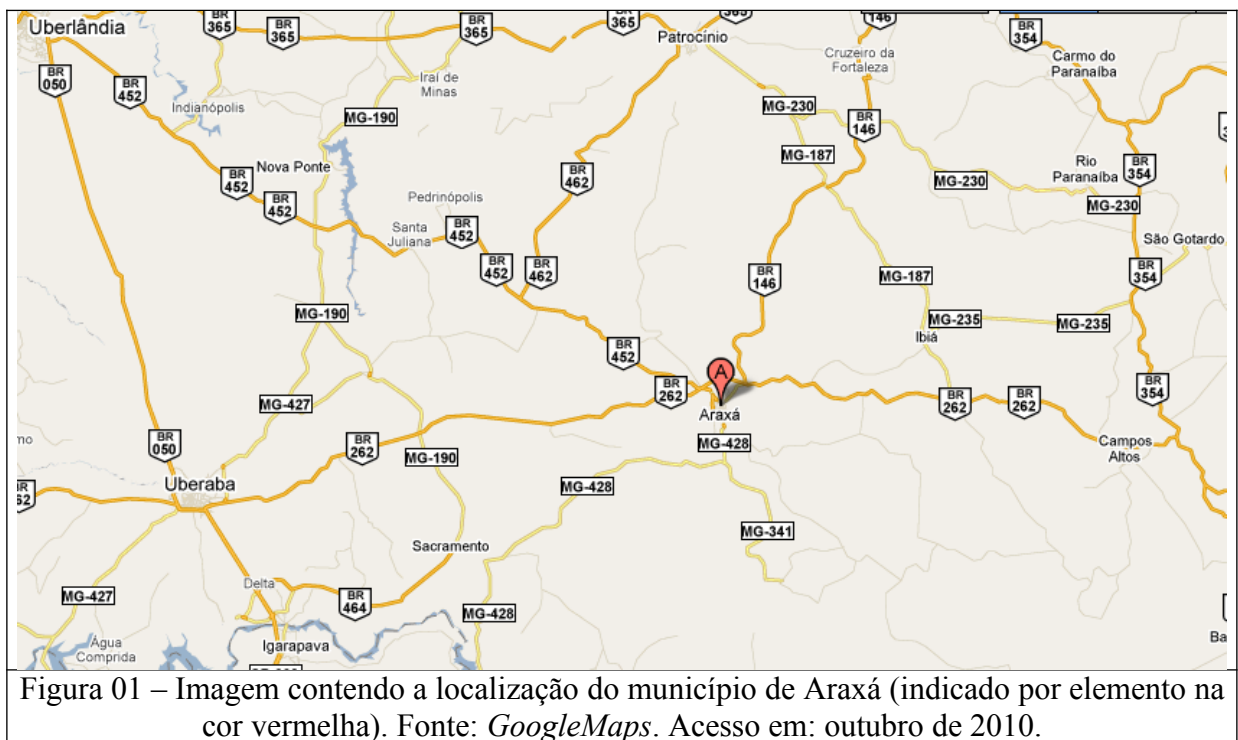 Uberlândia
BR 365
BR 365
BR 365
BR 365
365
146
BR 354
Patrocínio
Cruzeiro da
Fortaleza
Carmo do
Paranaíba
BR 050
BR 452
Iraí de
Minas
Indianópolis
MG-190
MG-230
BR 146
MG-187
Nova Ponte
BR 452
BR 452
BR 462
MG-230
Rio
Paranaíba
BR 354
MG-230
Pedrinópolis
Santa
Juliana
BR 452
BR 452
BR 462
BR 146
MG-187
São Gotardo
BR 354
MG-190
MG-235
MG-235
Ibiá
BR 452
A
BR 262
Araxá
MG-427
BR 262
BR 262
BR 354
BR 050
BR 262
MG-190
MG-428
Campos
Altos
Uberaba
MG-428
MG-341
Sacramento
Delta
BR 464
MG-427
MG-428
Água
Comprida
Igarapava
Ba
Figura 01 – Imagem contendo a localização do município de Araxá (indicado por elemento na
cor vermelha). Fonte: GoogleMaps. Acesso em: outubro de 2010.